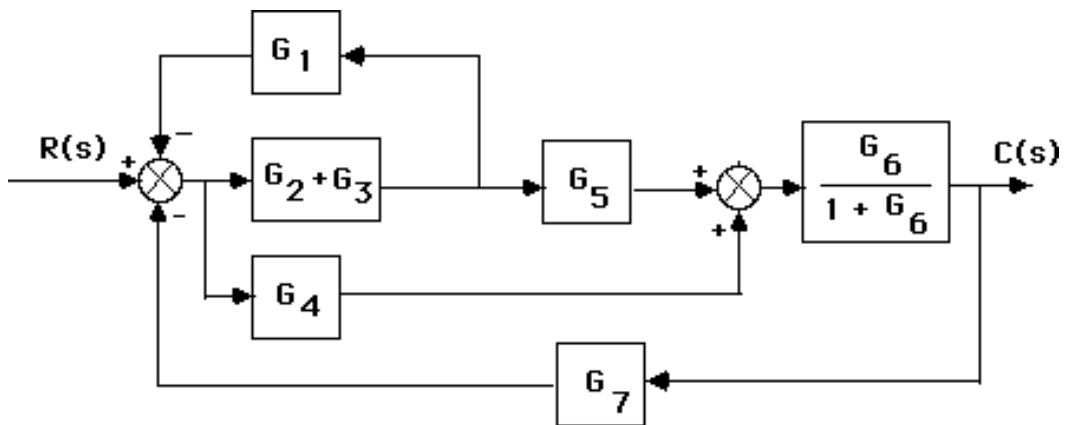 G1
R(s)
+
−
−
G2 + G3
G5
+
+
G6
1 + G6
C(s)
G4
G7